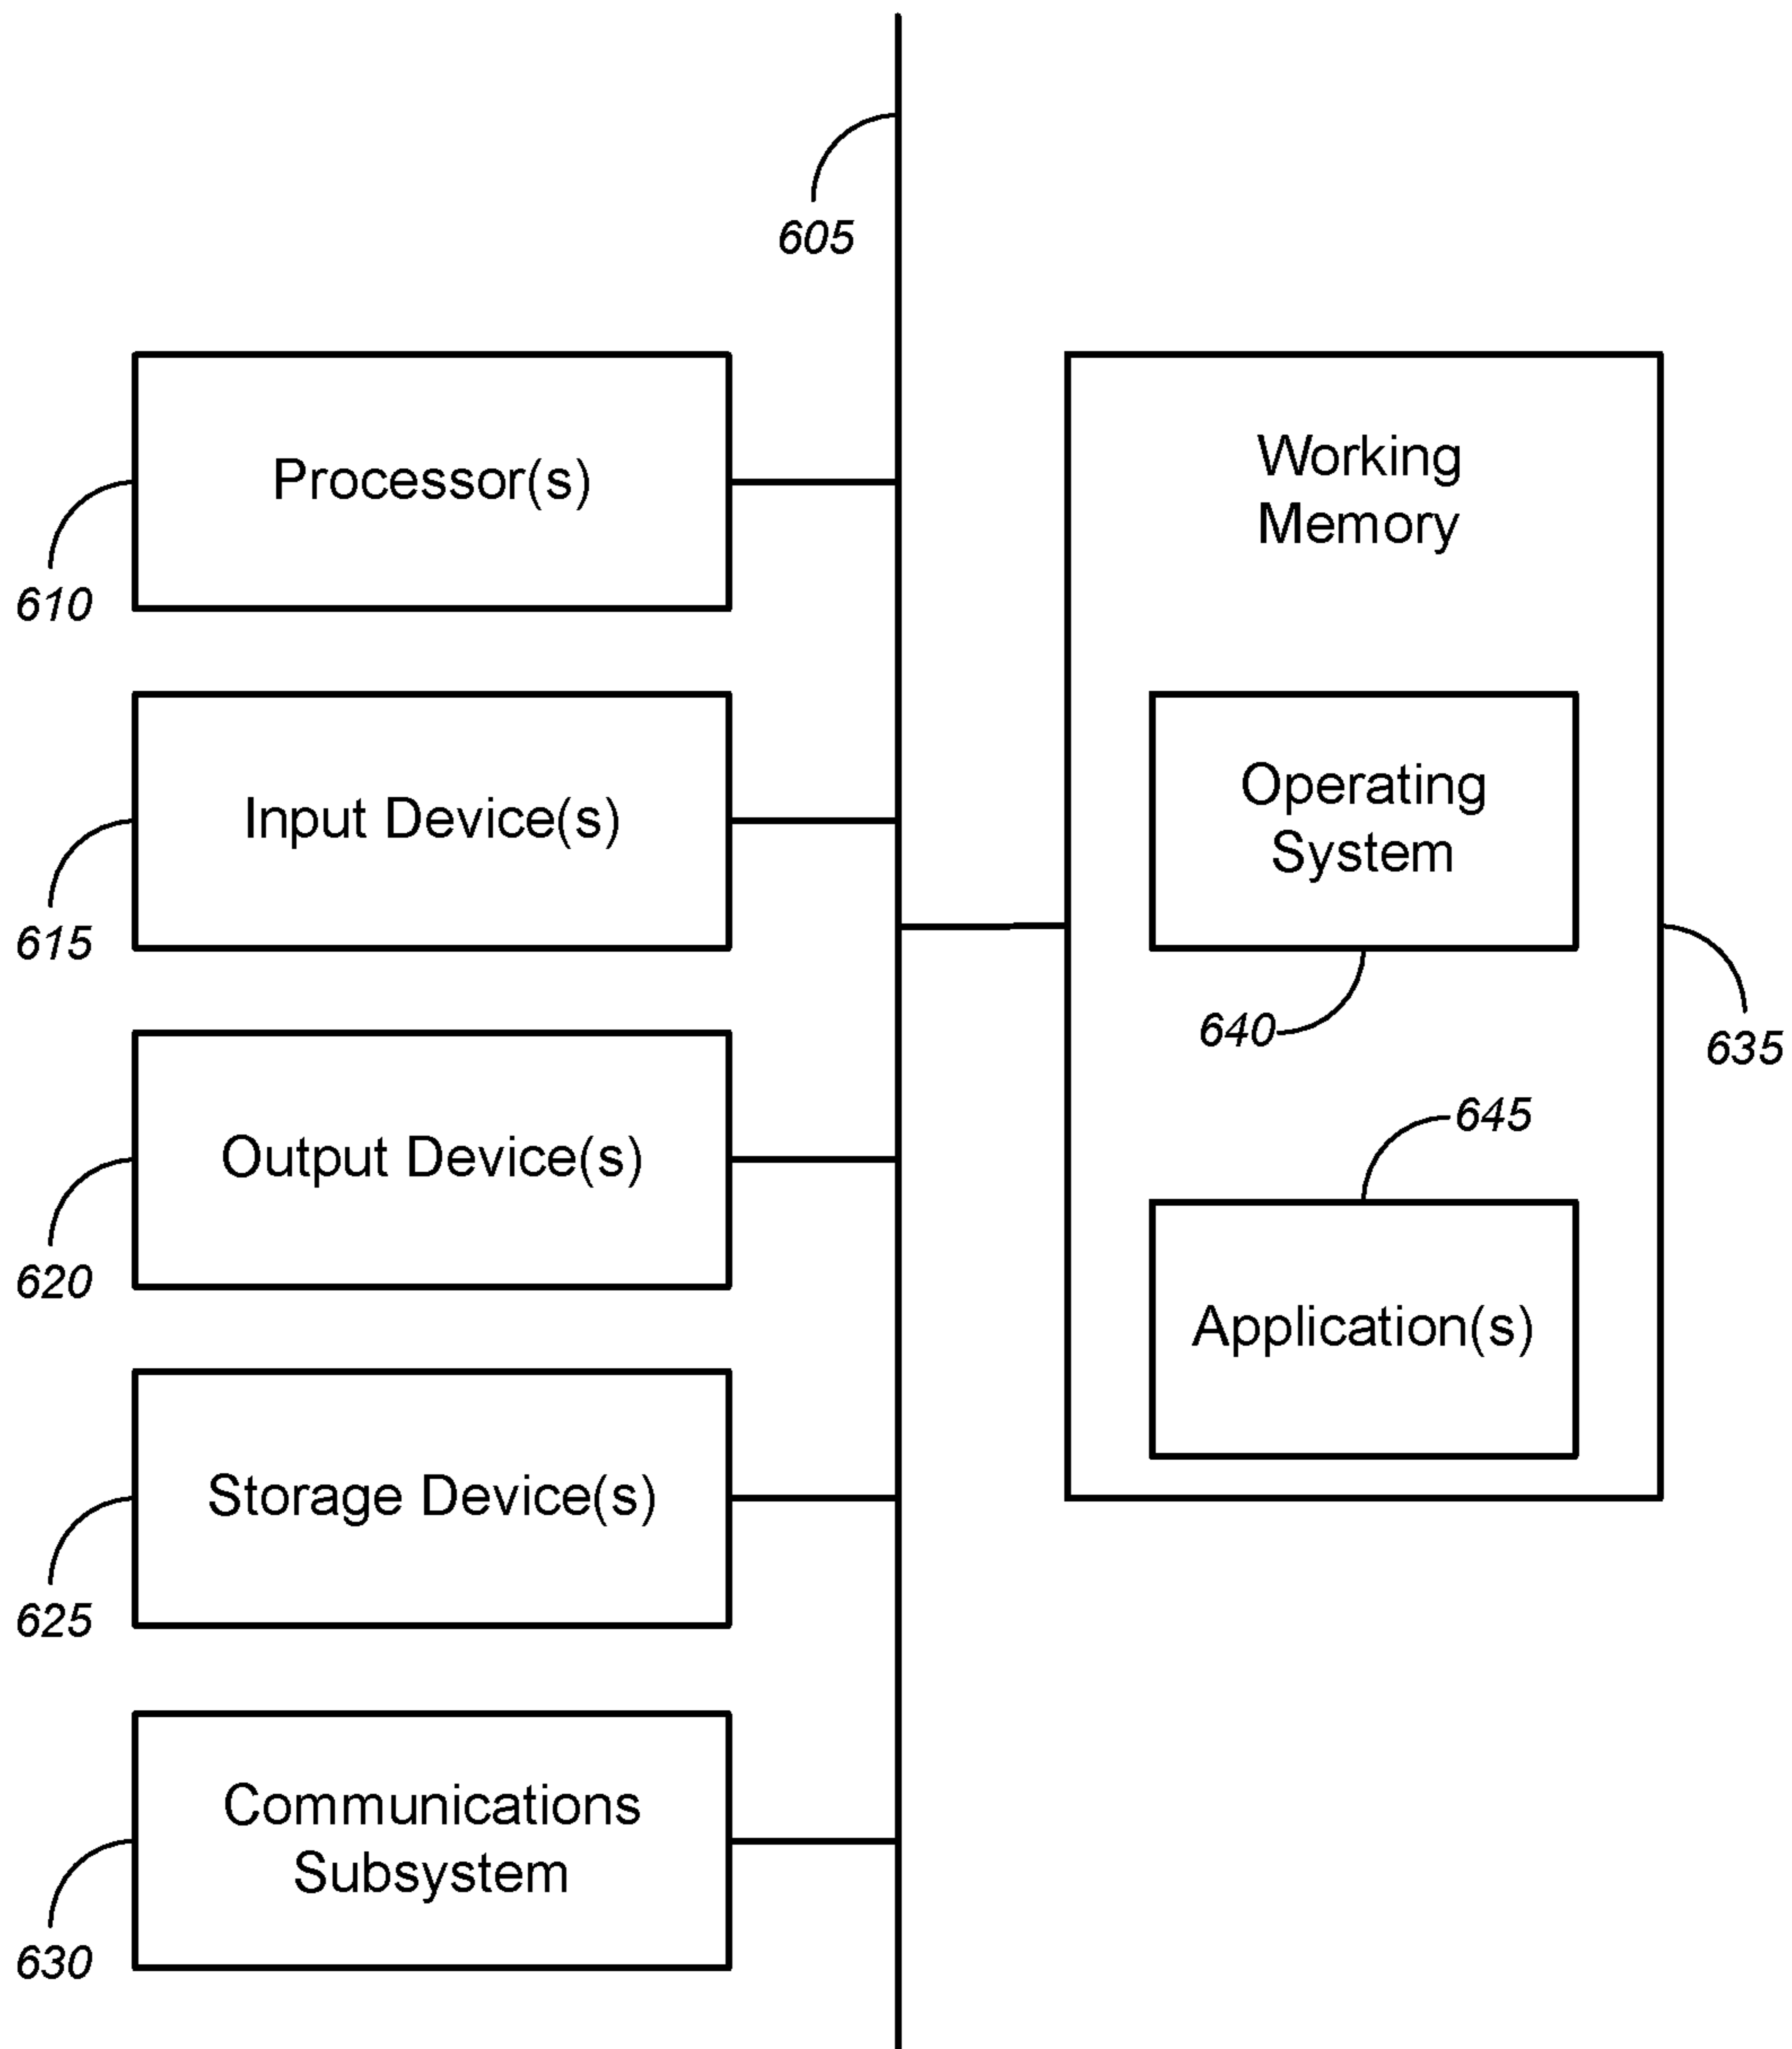 605
Processor(s)
610
Input Device(s)
615
Output Device(s)
620
Storage Device(s)
625
Communications
Subsystem
630
Working
Memory
Operating
System
640
635
645
Application(s)